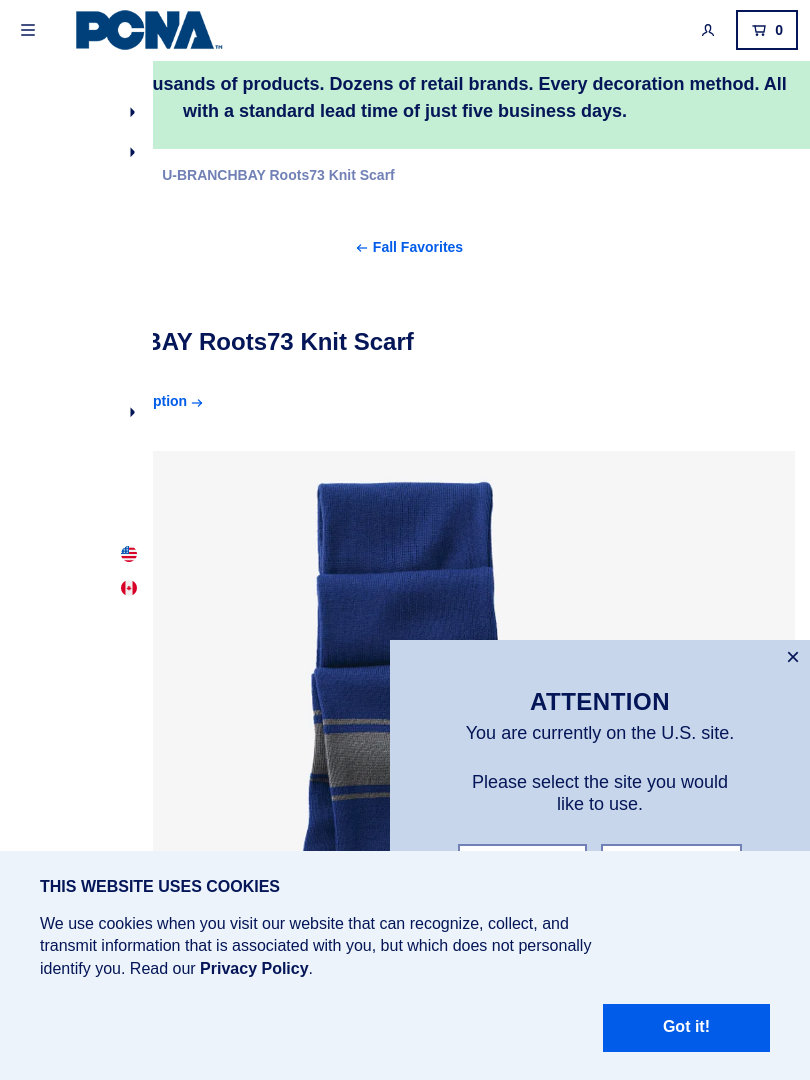 PCNA™
0
usands of products. Dozens of retail brands. Every decoration method. All
with a standard lead time of just five business days.
U-BRANCHBAY Roots73 Knit Scarf
Fall Favorites
BAY Roots73 Knit Scarf
ption
ATTENTION
You are currently on the U.S. site.
Please select the site you would
like to use.
THIS WEBSITE USES COOKIES
We use cookies when you visit our website that can recognize, collect, and
transmit information that is associated with you, but which does not personally
identify you. Read our Privacy Policy.
Got it!